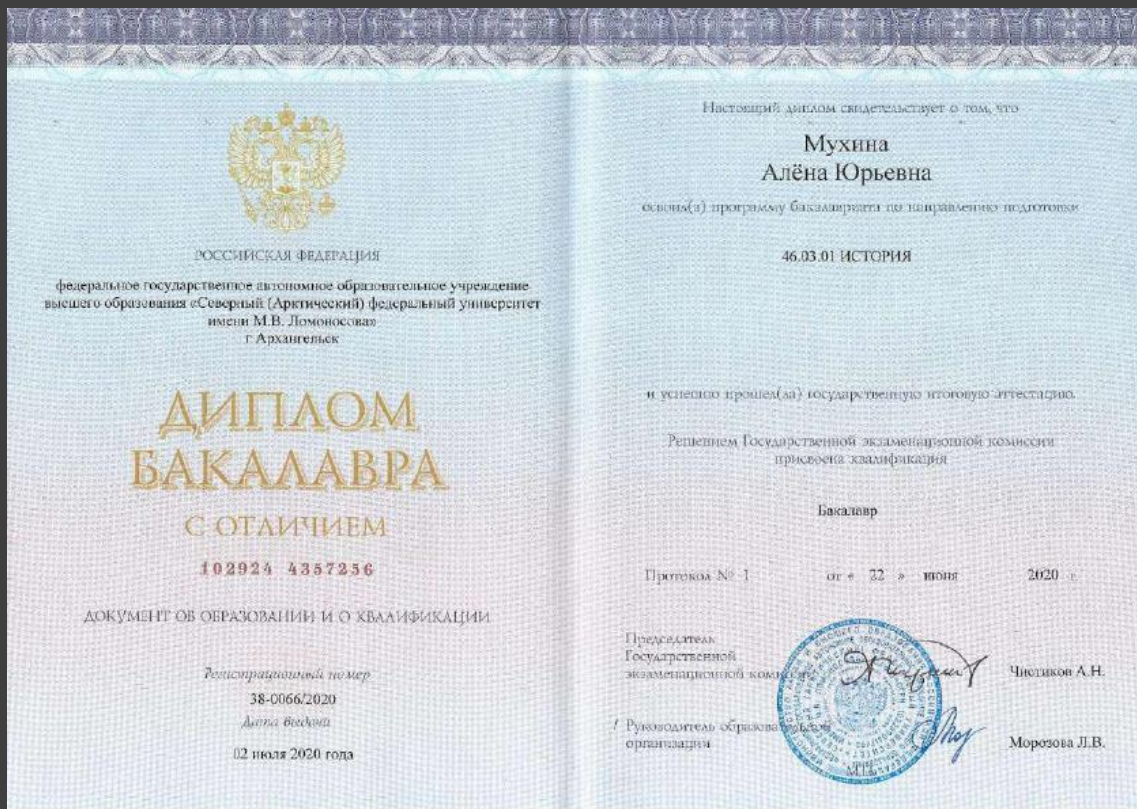 РОССИЙСКАЯ ФЕДЕРАЦИЯ
федеральное государственное автономное образовательное учреждение
высшего образования «Северный (Арктический) федеральный университет
имени М.В. Ломоносова»
г Архангельск
ДИПЛОМ
БАКАЛАВРА
С ОТЛИЧИЕМ
102924 4357256
ДОКУМЕНТ ОБ ОБРАЗОВАНИИ И О КВАЛИФИКАЦИИ
Регистрационный номер
38-0066/2020
Дата выдачи
02 июля 2020 года
Настоящий диплом свидетельствует о том, что
Мухина
Алёна Юрьевна
освоил(а) программу бакалавриата по направлению подготовки
46.03.01 ИСТОРИЯ
и успешно прошел(ла) государственную итоговую аттестацию.
Решением Государственной экзаменационной комиссии
присвоена квалификация
Бакалавр
Протокол № 1 от « 22 » июня 2020 г.
Председатель
Государственной
экзаменационной комиссии Чистиков А.Н.
Руководитель образовательной
организации Морозова Л.В.
М.П.